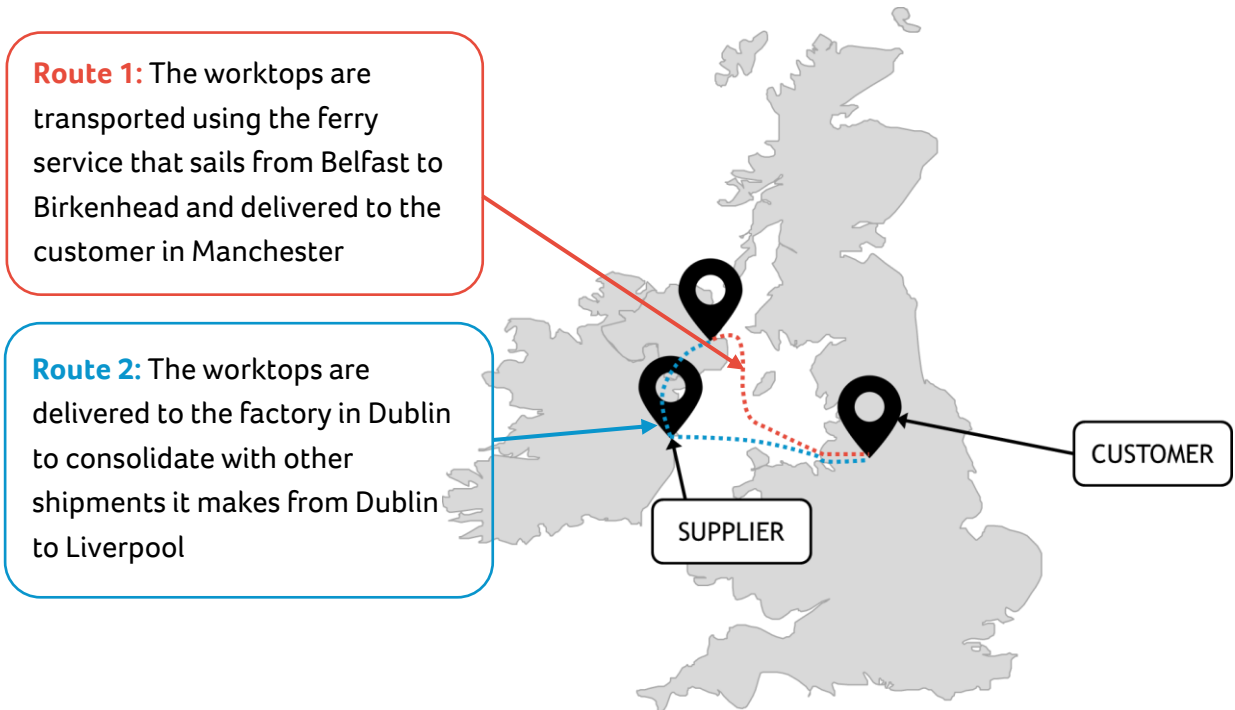 Route 1: The worktops are
transported using the ferry
service that sails from Belfast to
Birkenhead and delivered to the
customer in Manchester
Route 2: The worktops are
delivered to the factory in Dublin
to consolidate with other
shipments it makes from Dublin
to Liverpool
CUSTOMER
SUPPLIER